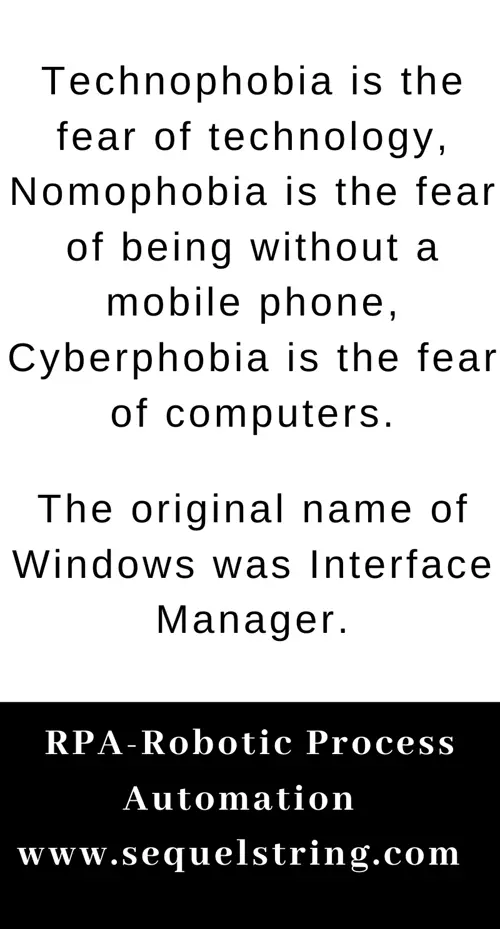 Technophobia is the
fear of technology,
Nomophobia is the fear
of being without a
mobile phone,
Cyberphobia is the fear
of computers.
The original name of
Windows was Interface
Manager.
RPA-Robotic Process
Automation
www.sequelstring.com